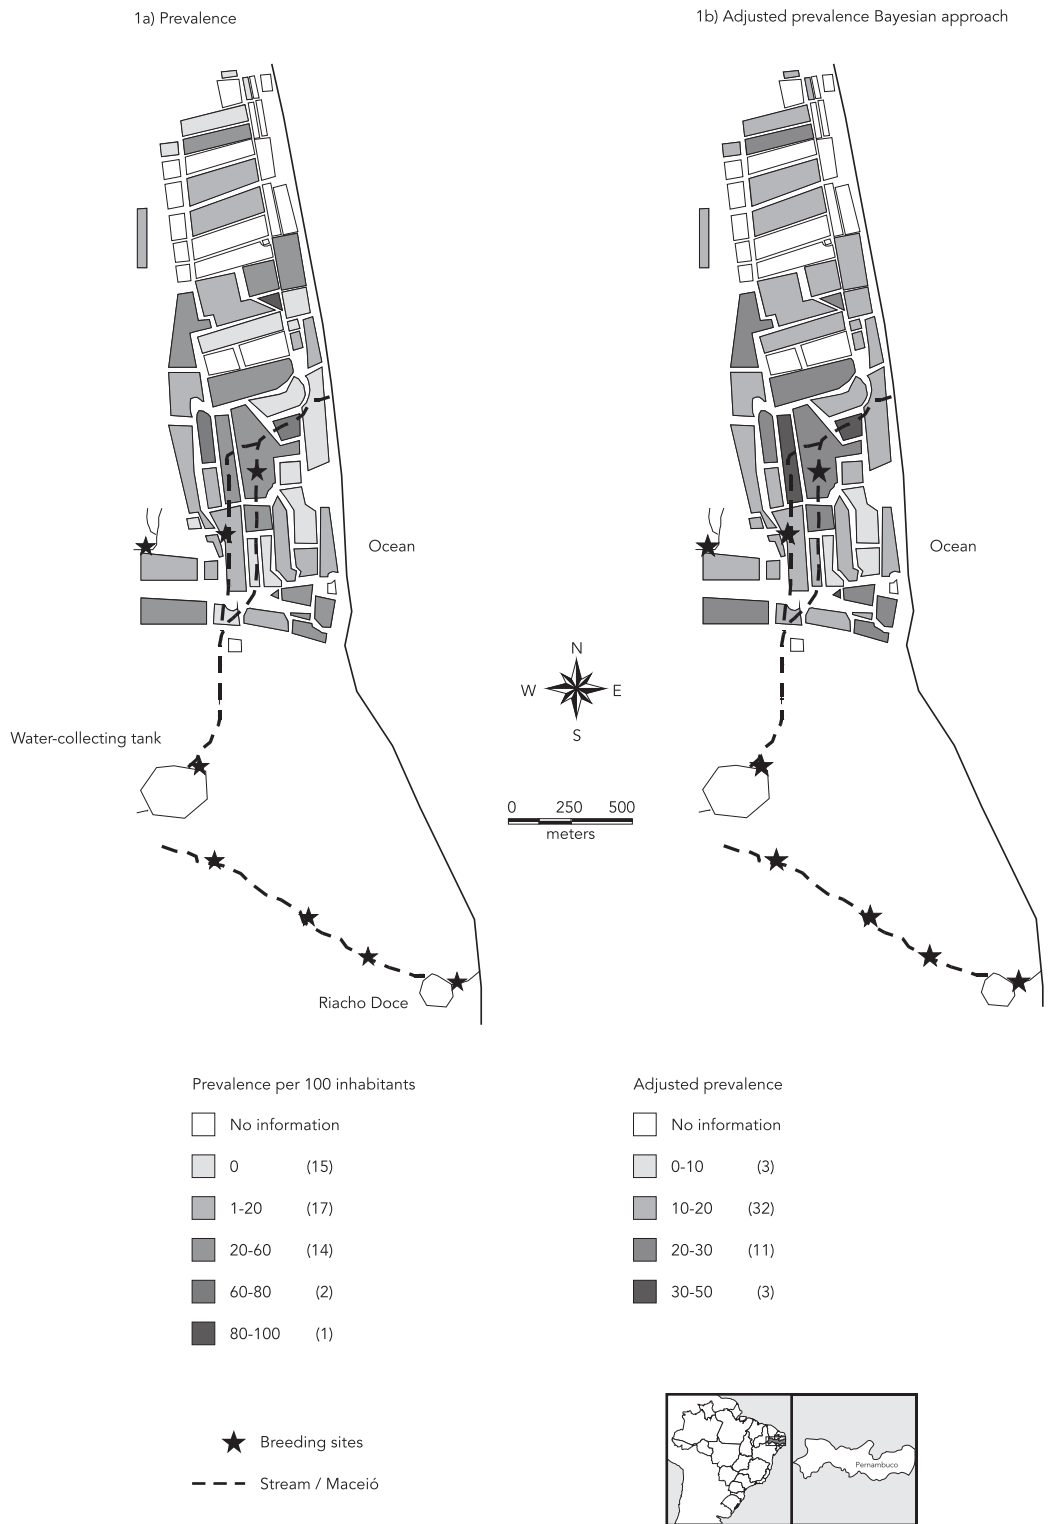 1a) Prevalence
1b) Adjusted prevalence Bayesian approach
Ocean
Ocean
N
W
E
S
Water-collecting tank
0 250 500
meters
Riacho Doce
Prevalence per 100 inhabitants
No information
0 (15)
1-20 (17)
20-60 (14)
60-80 (2)
80-100 (1)
Adjusted prevalence
No information
0-10 (3)
10-20 (32)
20-30 (11)
30-50 (3)
Breeding sites
Stream / Maceió
Pernambuco